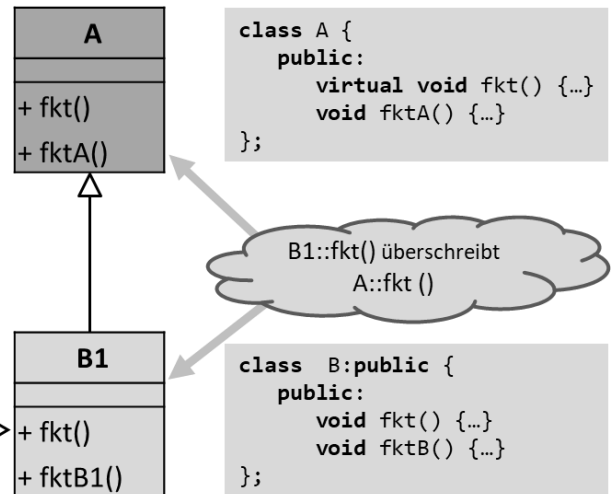 A
+ fkt()
+ fktA()
class A {
public:
virtual void fkt() {…}
void fktA() {…}
};
B1::fkt() überschreibt
A::fkt ()
B1
+ fkt()
+ fktB1()
class  B:public {
public:
void fkt() {…}
void fktB() {…}
};